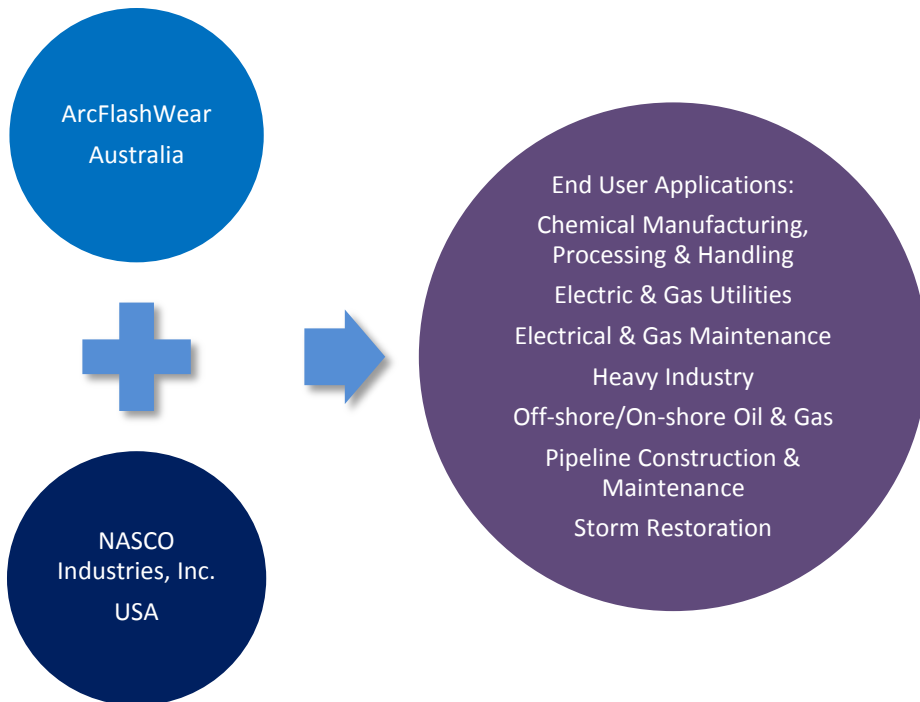 ArcFlashWear
Australia
NASCO
Industries, Inc.
USA
End User Applications:
Chemical Manufacturing,
Processing & Handling
Electric & Gas Utilities
Electrical & Gas Maintenance
Heavy Industry
Off-shore/On-shore Oil & Gas
Pipeline Construction &
Maintenance
Storm Restoration